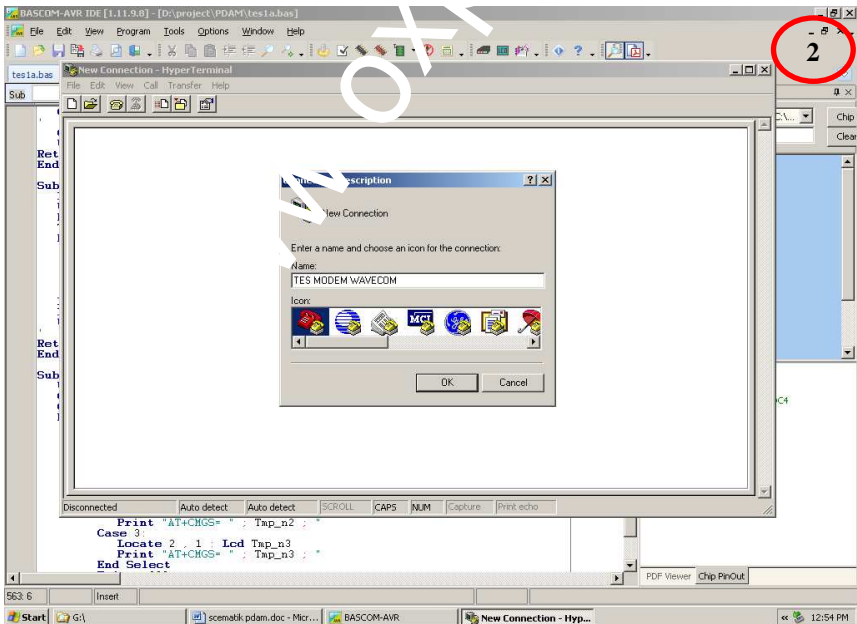 BASCOM-AVR IDE [1.11.9.8] - [D:\project\PDAM\tes1a.bas]
File Edit View Program Tools Options Window Help
2
tes1a.bas
New Connection - HyperTerminal
File Edit View Call Transfer Help
Sub
Chip
Clear
Ret
End
Sub
New Connection
Enter a name and choose an icon for the connection:
Name:
TES MODEM WAVECOM
Icon:
MCI
OK Cancel
Ret
End
Sub
Disconnected Auto detect Auto detect SCROLL CAPS NUM Capture Print echo
Print "AT+CMGS= " ; Tmp_n2 ; "
Case 3:
Locate 2 , 1 : Lcd Tmp_n3
Print "AT+CMGS= " ; Tmp_n3 ; "
End Select
PDF Viewer Chip PinOut
563: 6 Insert
Start G:\ scematik pdam.doc - Micr... BASCOM-AVR New Connection - Hyp... 12:54 PM